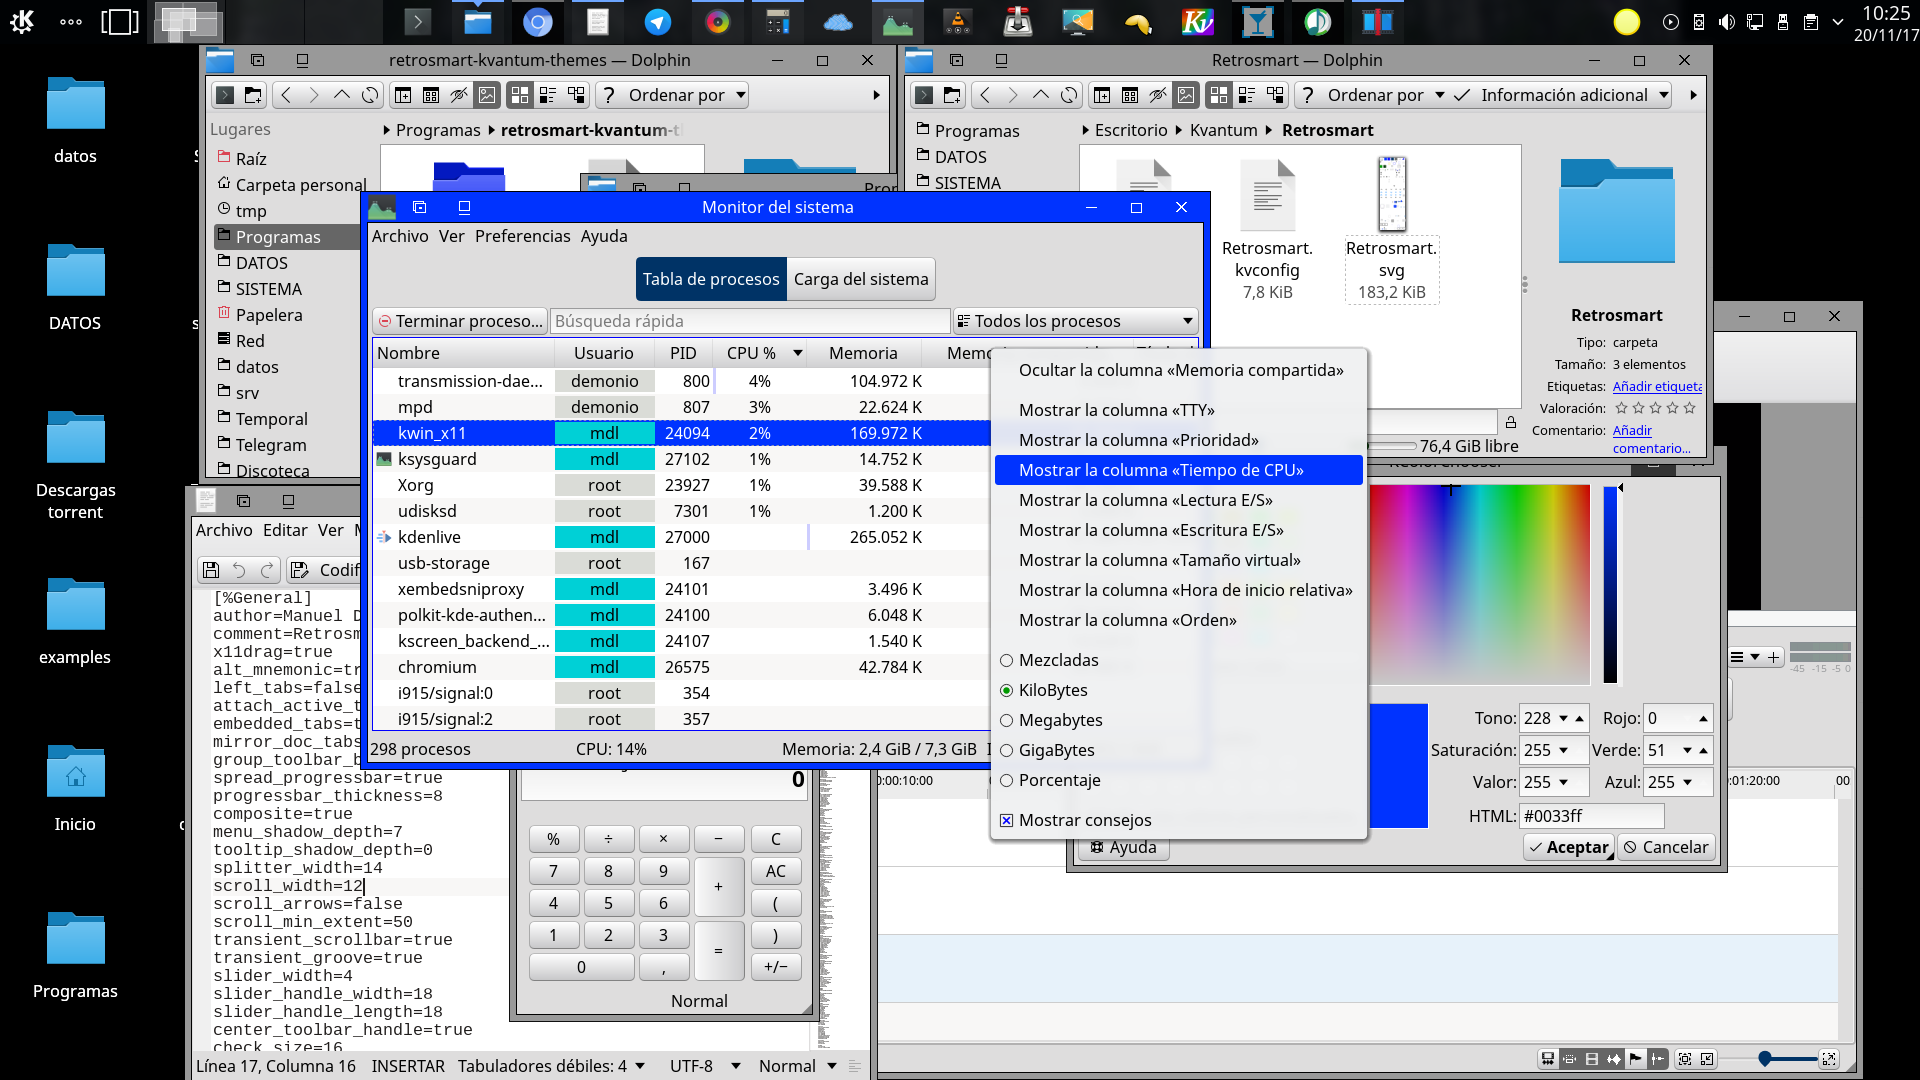 10:25
20/11/17
datos
DATOS
Descargas
torrent
examples
Inicio
Programas
retrosmart-kvantum-themes — Dolphin
Ordenar por
Lugares
Raíz
Carpeta personal
tmp
Programas
DATOS
SISTEMA
Papelera
Red
datos
srv
Temporal
Telegram
Discoteca
Programas
retrosmart-kvantum-t
Retrosmart — Dolphin
Ordenar por
Información adicional
Programas
DATOS
SISTEMA
Escritorio
Kvantum
Retrosmart
Retrosmart.
kvconfig
7,8 KiB
Retrosmart.
svg
183,2 KiB
Retrosmart
Tipo: carpeta
Tamaño: 3 elementos
Etiquetas: Añadir etiqueta
Valoración:
Comentario: Añadir
comentario...
76,4 GiB libre
Monitor del sistema
Archivo Ver Preferencias Ayuda
Tabla de procesos Carga del sistema
Terminar proceso... Búsqueda rápida Todos los procesos
Nombre Usuario PID CPU % Memoria
transmission-dae... demonio 800 4% 104.972 K
mpd demonio 807 3% 22.624 K
kwin_x11 mdl 24094 2% 169.972 K
ksysguard mdl 27102 1% 14.752 K
Xorg root 23927 1% 39.588 K
udisksd root 7301 1% 1.200 K
kdenlive mdl 27000 265.052 K
usb-storage root 167
xembedsniproxy mdl 24101 3.496 K
polkit-kde-authen... mdl 24100 6.048 K
kscreen_backend_... mdl 24107 1.540 K
chromium mdl 26575 42.784 K
i915/signal:0 root 354
i915/signal:2 root 357
298 procesos CPU: 14% Memoria: 2,4 GiB / 7,3 GiB
Ocultar la columna «Memoria compartida»
Mostrar la columna «TTY»
Mostrar la columna «Prioridad»
Mostrar la columna «Tiempo de CPU»
Mostrar la columna «Lectura E/S»
Mostrar la columna «Escritura E/S»
Mostrar la columna «Tamaño virtual»
Mostrar la columna «Hora de inicio relativa»
Mostrar la columna «Orden»
Mezcladas
KiloBytes
Megabytes
GigaBytes
Porcentaje
Mostrar consejos
Tono: 228 Rojo: 0
Saturación: 255 Verde: 51
Valor: 255 Azul: 255
HTML: #0033ff
Ayuda Aceptar Cancelar
-45 -15 -5 0
0:00:10:00
:01:20:00
00
Archivo Editar Ver
Codif
[%General]
author=Manuel D
comment=Retrosm
x11drag=true
alt_mnemonic=tr
left_tabs=false
attach_active_t
embedded_tabs=t
mirror_doc_tabs
group_toolbar_b
spread_progressbar=true
progressbar_thickness=8
composite=true
menu_shadow_depth=7
tooltip_shadow_depth=0
splitter_width=14
scroll_width=12
scroll_arrows=false
scroll_min_extent=50
transient_scrollbar=true
transient_groove=true
slider_width=4
slider_handle_width=18
slider_handle_length=18
center_toolbar_handle=true
check_size=16
Línea 17, Columna 16 INSERTAR Tabuladores débiles: 4 UTF-8 Normal
0
% ÷ × − C
7 8 9 + AC
4 5 6 (
1 2 3 = )
0 , +/−
Normal